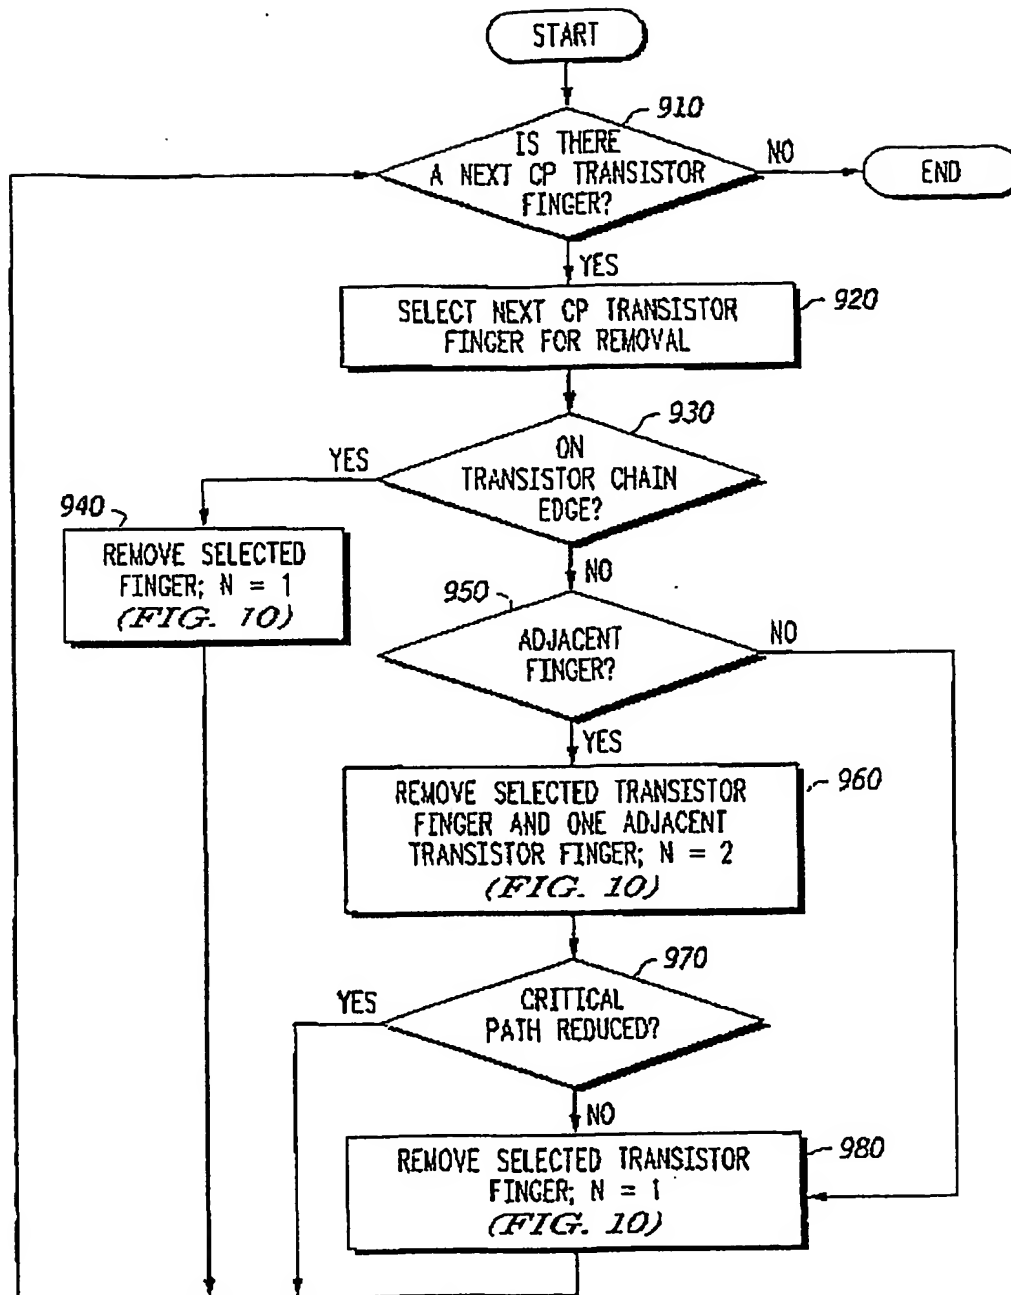 START
910
IS THERE
A NEXT CP TRANSISTOR
FINGER?
NO
END
YES
SELECT NEXT CP TRANSISTOR
FINGER FOR REMOVAL
920
930
ON
TRANSISTOR CHAIN
EDGE?
YES
940
REMOVE SELECTED
FINGER; N = 1
(FIG. 10)
NO
950
ADJACENT
FINGER?
NO
YES
REMOVE SELECTED TRANSISTOR
FINGER AND ONE ADJACENT
TRANSISTOR FINGER; N = 2
(FIG. 10)
960
970
CRITICAL
PATH REDUCED?
YES
NO
REMOVE SELECTED TRANSISTOR
FINGER; N = 1
(FIG. 10)
980